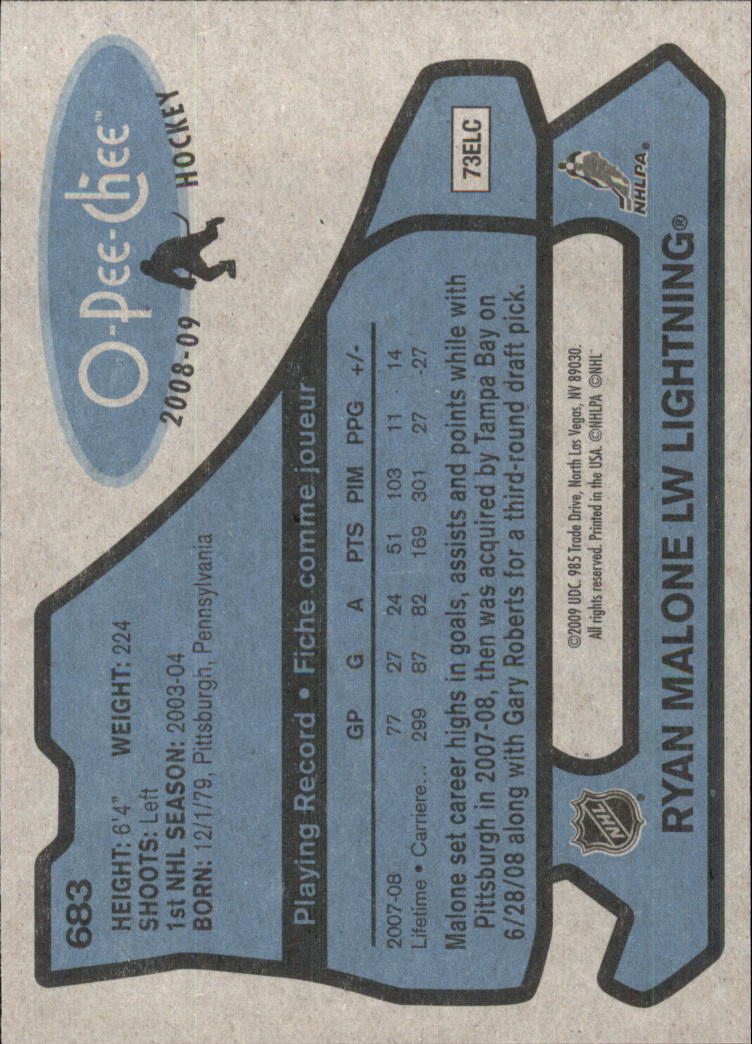 683
O-Pee-Chee™
2008-09 HOCKEY
HEIGHT: 6'4" WEIGHT: 224
SHOOTS: Left
1st NHL SEASON: 2003-04
BORN: 12/1/79, Pittsburgh, Pennsylvania
Playing Record • Fiche comme joueur
GP G A PTS PIM PPG +/-
2007-08 77 27 24 51 103 11 14
Lifetime • Carriere... 299 87 82 169 301 27 -27
Malone set career highs in goals, assists and points while with
Pittsburgh in 2007-08, then was acquired by Tampa Bay on
6/28/08 along with Gary Roberts for a third-round draft pick.
73ELC
NHL®
©2009 UDC. 985 Trade Drive, North Las Vegas, NV 89030.
All rights reserved. Printed in the USA. ©NHLPA ©NHL
NHLPA®
RYAN MALONE LW LIGHTNING®